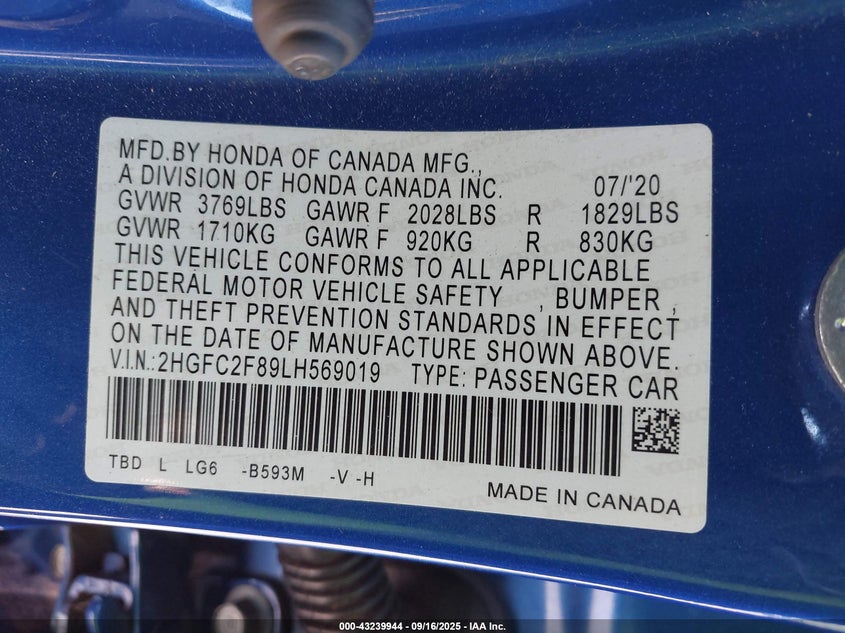 MFD.BY HONDA OF CANADA MFG.,
A DIVISION OF HONDA CANADA INC. 07/'20
GVWR 3769LBS GAWR F 2028LBS R 1829LBS
GVWR 1710KG GAWR F 920KG R 830KG
THIS VEHICLE CONFORMS TO ALL APPLICABLE
FEDERAL MOTOR VEHICLE SAFETY , BUMPER ,
AND THEFT PREVENTION STANDARDS IN EFFECT
ON THE DATE OF MANUFACTURE SHOWN ABOVE.
V.I.N.:2HGFC2F89LH569019 TYPE: PASSENGER CAR
TBD L LG6 -B593M -V -H
MADE IN CANADA
000-43239944 - 09/16/2025 - IAA Inc.